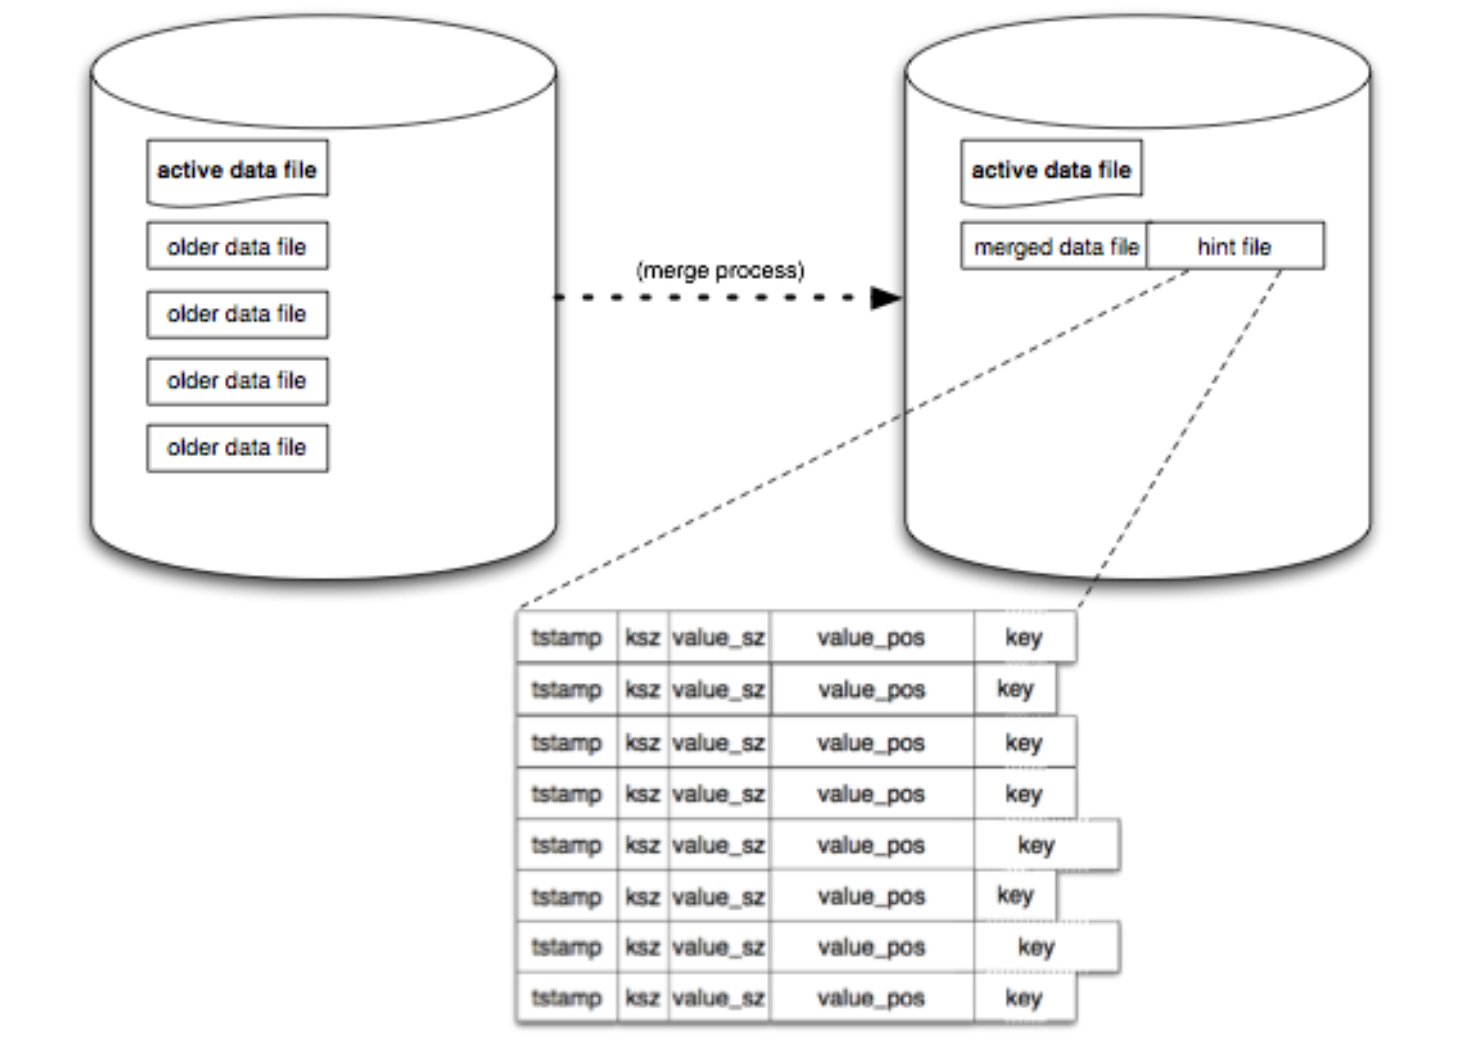 active data file
older data file
older data file
older data file
older data file
(merge process)
active data file
merged data file hint file
tstamp ksz value_sz value_pos key
tstamp ksz value_sz value_pos key
tstamp ksz value_sz value_pos key
tstamp ksz value_sz value_pos key
tstamp ksz value_sz value_pos key
tstamp ksz value_sz value_pos key
tstamp ksz value_sz value_pos key
tstamp ksz value_sz value_pos key